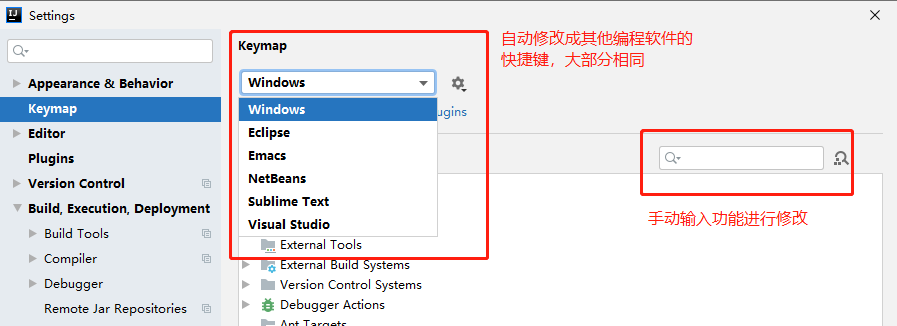 Settings
Keymap
自动修改成其他编程软件的
快捷键，大部分相同
Appearance & Behavior
Keymap
Editor
Plugins
Version Control
Build, Execution, Deployment
Build Tools
Compiler
Debugger
Remote Jar Repositories
Windows
Windows
ugins
Eclipse
Emacs
NetBeans
Sublime Text
Visual Studio
手动输入功能进行修改
External Tools
External Build Systems
Version Control Systems
Debugger Actions
Ant Targets